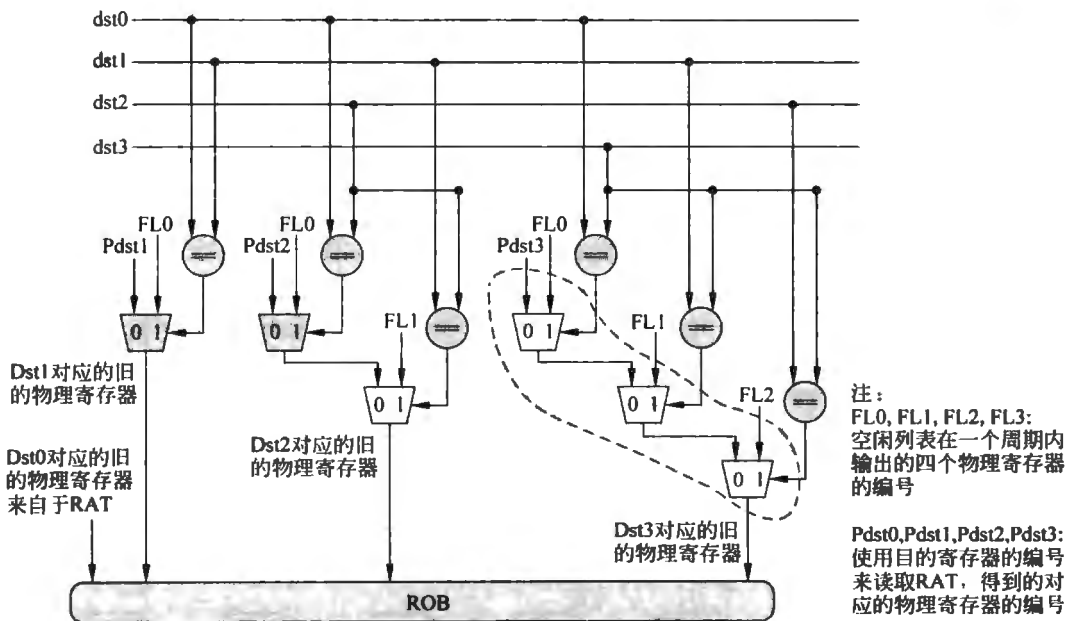 dst0
dst1
dst2
dst3
FL0
Pdst1
FL0
Pdst2
FL0
Pdst3
==
==
==
0 1
0 1
0 1
FL1
==
FL1
==
Dst1对应的旧
的物理寄存器
0 1
0 1
FL2
==
注：
FL0, FL1, FL2, FL3:
空闲列表在一个周期内
输出的四个物理寄存器
的编号
Dst0对应的旧
的物理寄存器
来自于RAT
Dst2对应的旧
的物理寄存器
0 1
Dst3对应的旧
的物理寄存器
Pdst0,Pdst1,Pdst2,Pdst3:
使用目的寄存器的编号
来读取RAT，得到的对
应的物理寄存器的编号
ROB